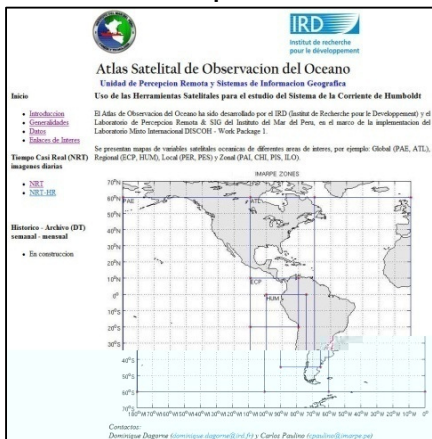 IRD
Institut de recherche
pour le développement
Atlas Satelital de Observacion del Oceano
Unidad de Percepcion Remota y Sistemas de Informacion Geografica
Inicio
Introduccion
Generalidades
Datos
Enlaces de Interes
Tiempo Casi Real (NRT)
imagenes diarias
NRT
NRT-HR
Historico - Archivo (DT)
semanal - mensual
En construccion
Uso de las Herramientas Satelitales para el estudio del Sistema de la Corriente de Humboldt
El Atlas de Observacion del Oceano ha sido desarrollado por el IRD (Institut de Recherche pour le Developpement) y el
Laboratorio de Percepcion Remota & SIG del Instituto del Mar del Peru, en el marco de la implementacion del
Laboratorio Mixto Internacional DISCOH - Work Package 1.
Se presentan mapas de variables satelitales oceanicas de diferentes areas de interes, por ejemplo: Global (PAE, ATL),
Regional (ECP, HUM), Local (PER, PES) y Zonal (PAI, CHI, PIS, ILO).
IMARPE ZONES
70°N
PAE
ATL
60°N
50°N
40°N
30°N
20°N
10°N
ECP
0°
HUM
10°S
20°S
30°S
40°S
50°S
60°S
70°S
Contactos:
Dominique Dagorne (dominique.dagorne@ird.fr) y Carlos Paulino (cpaulino@imarpe.pe)